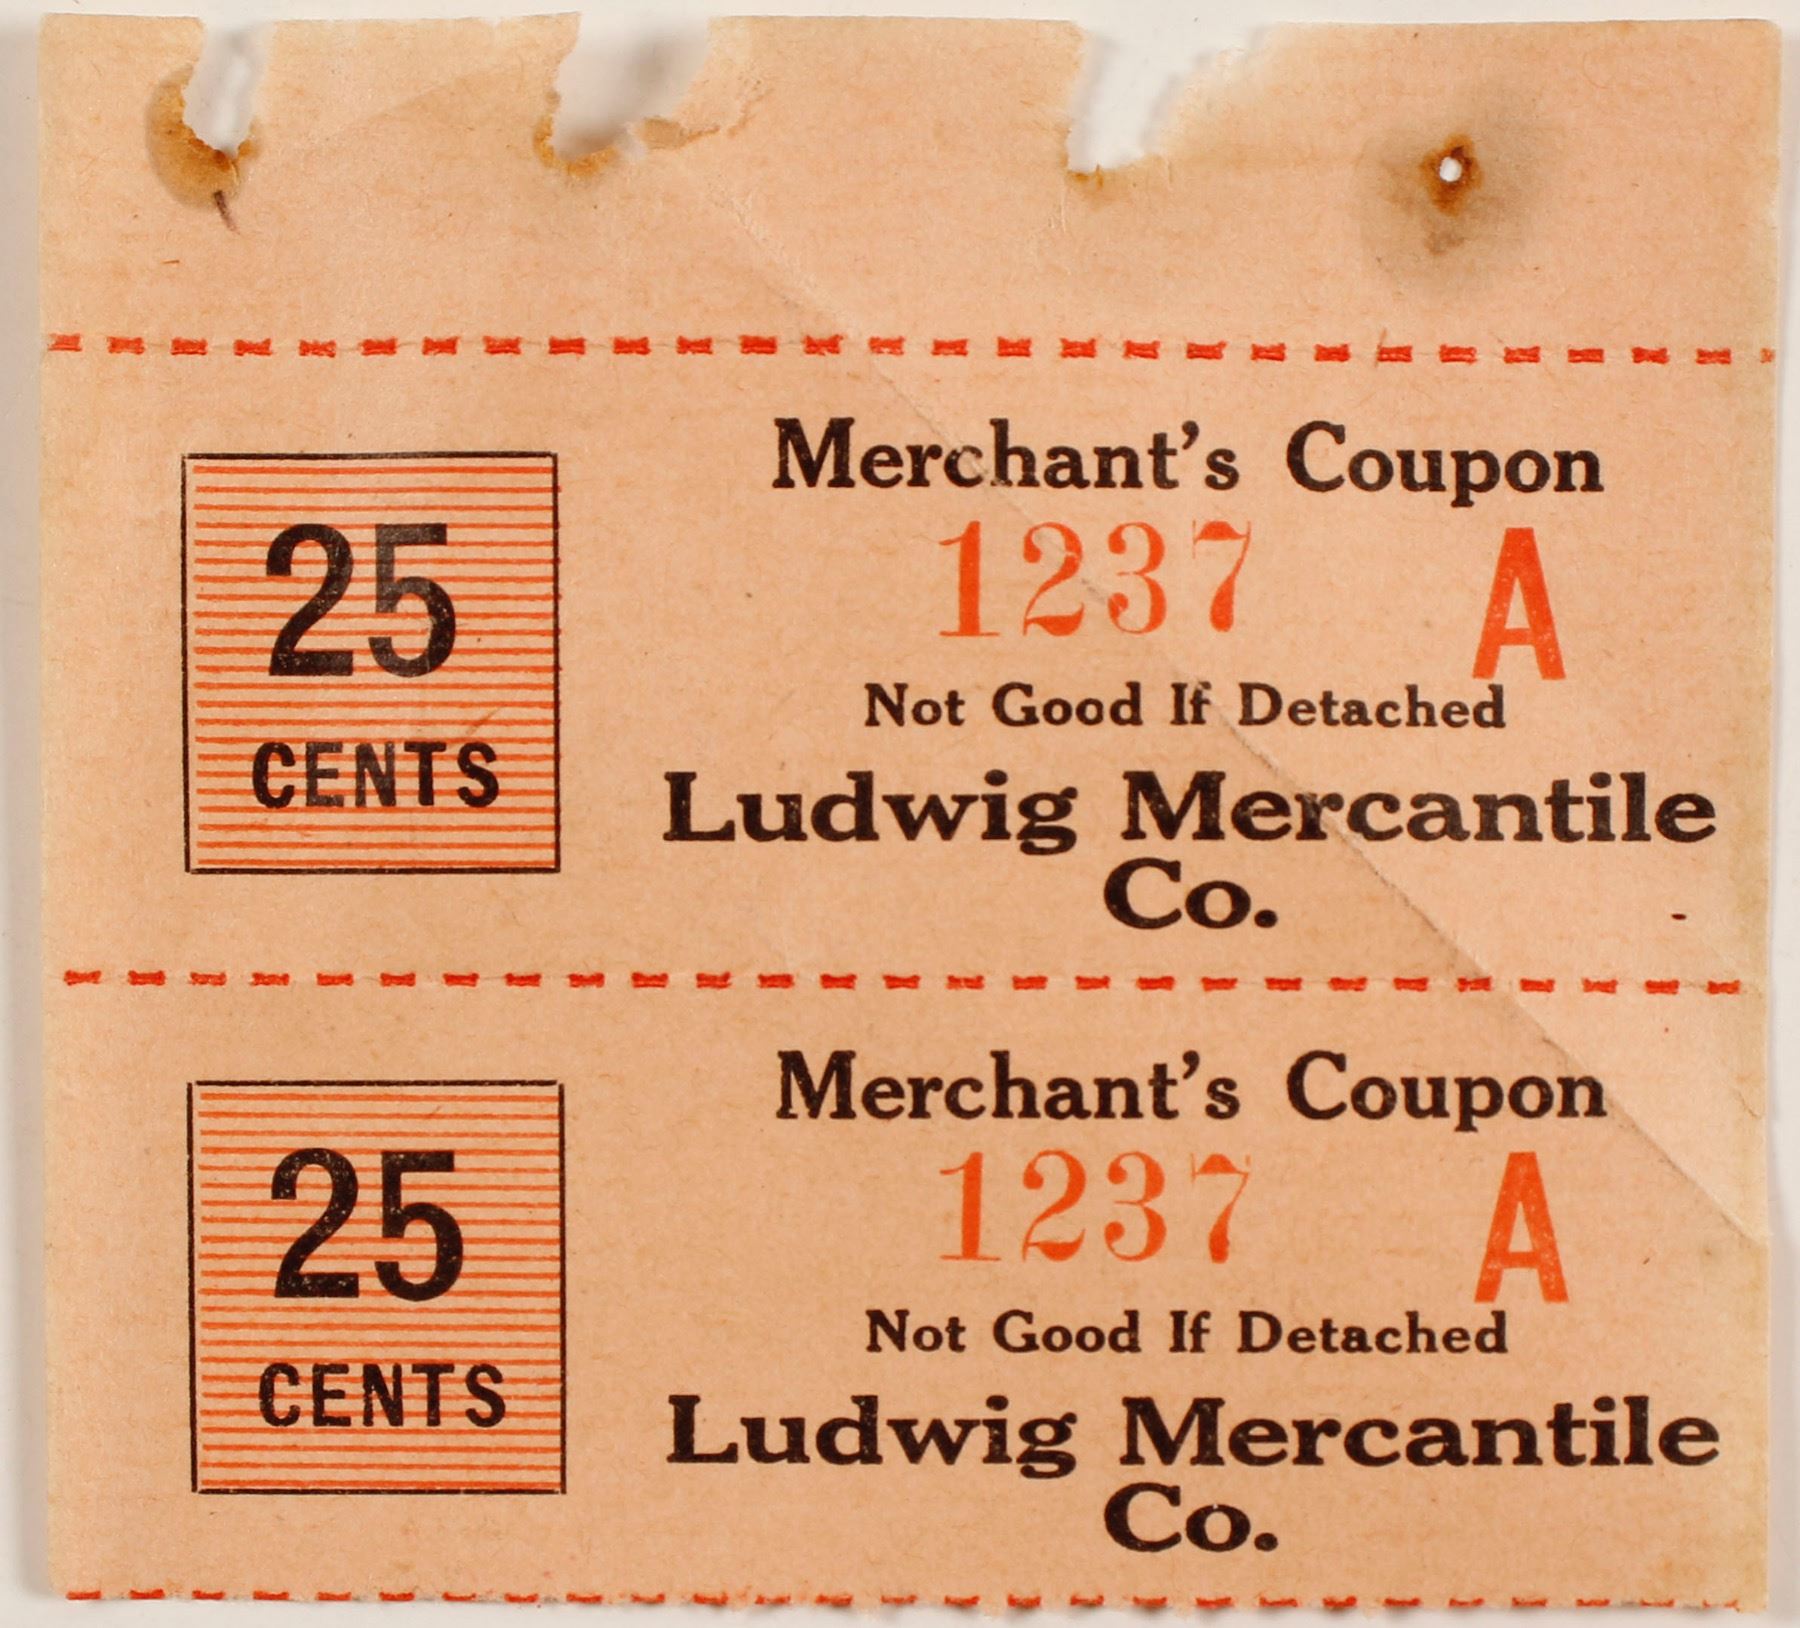 25
CENTS
Merchant's Coupon
1237 A
Not Good If Detached
Ludwig Mercantile
Co.
25
CENTS
Merchant's Coupon
1237 A
Not Good If Detached
Ludwig Mercantile
Co.